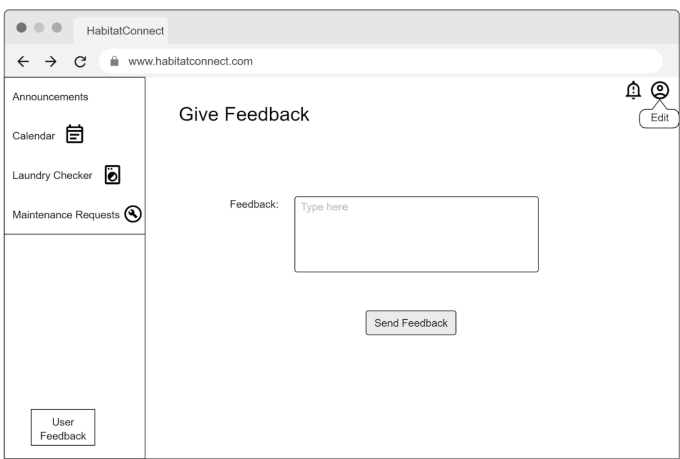 HabitatConnect
www.habitatconnect.com
Announcements
Calendar
Laundry Checker
Maintenance Requests
User
Feedback
Edit
Give Feedback
Feedback:
Type here
Send Feedback